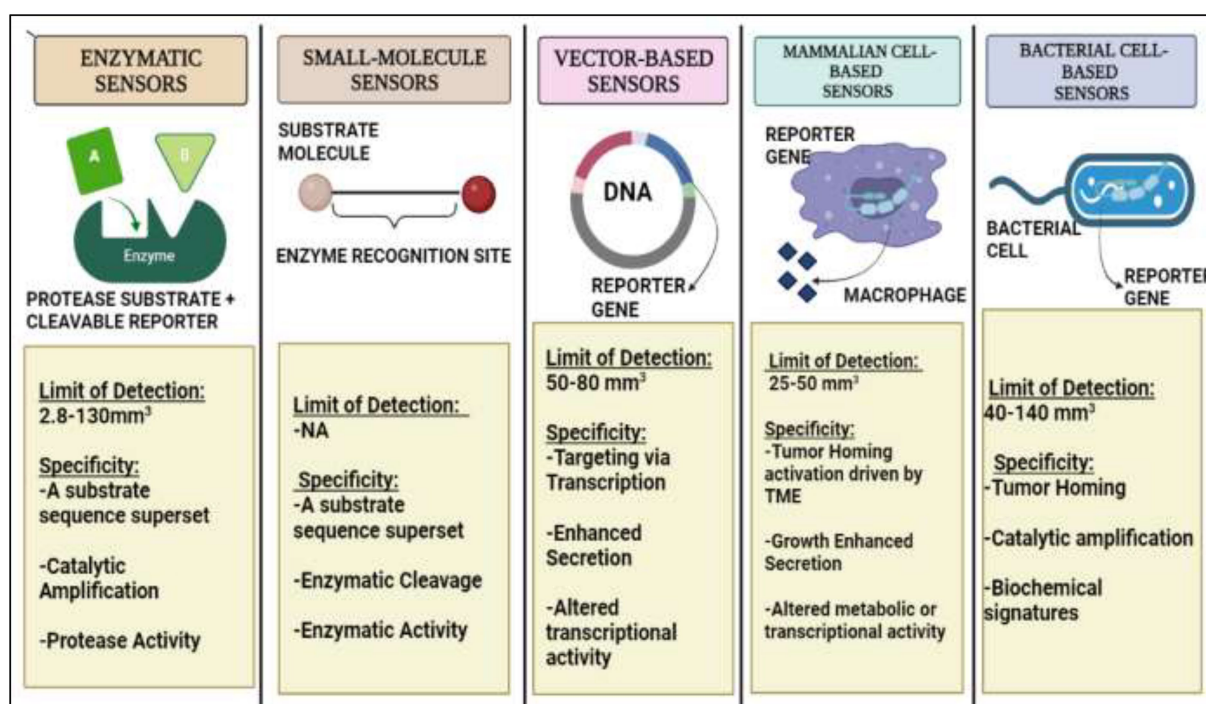 ENZYMATIC
SENSORS
A
B
Enzyme
PROTEASE SUBSTRATE +
CLEAVABLE REPORTER
Limit of Detection:
2.8-130mm³
Specificity:
-A substrate
sequence superset
-Catalytic
Amplification
-Protease Activity
SMALL-MOLECULE
SENSORS
SUBSTRATE
MOLECULE
ENZYME RECOGNITION SITE
Limit of Detection:
-NA
Specificity:
-A substrate
sequence superset
-Enzymatic Cleavage
-Enzymatic Activity
VECTOR-BASED
SENSORS
DNA
REPORTER
GENE
Limit of Detection:
50-80 mm³
Specificity:
-Targeting via
Transcription
-Enhanced
Secretion
-Altered
transcriptional
activity
MAMMALIAN CELL-
BASED
SENSORS
REPORTER
GENE
MACROPHAGE
Limit of Detection:
25-50 mm³
Specificity:
-Tumor Homing
activation driven by
TME
-Growth Enhanced
Secretion
-Altered metabolic or
transcriptional activity
BACTERIAL CELL-
BASED
SENSORS
BACTERIAL
CELL
REPORTER
GENE
Limit of Detection:
40-140 mm³
Specificity:
-Tumor Homing
-Catalytic amplification
-Biochemical
signatures